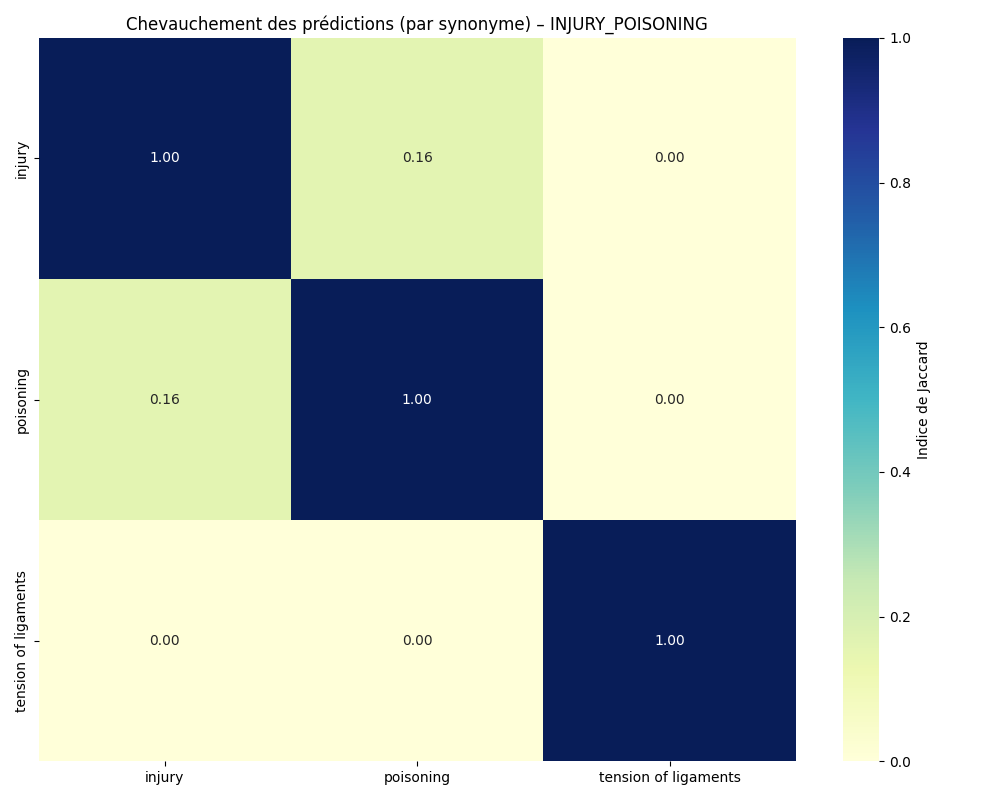 Chevauchement des prédictions (par synonyme) – INJURY_POISONING
injury
1.00
0.16
0.00
poisoning
0.16
1.00
0.00
tension of ligaments
0.00
0.00
1.00
injury
poisoning
tension of ligaments
1.0
0.8
0.6
0.4
0.2
0.0
Indice de Jaccard